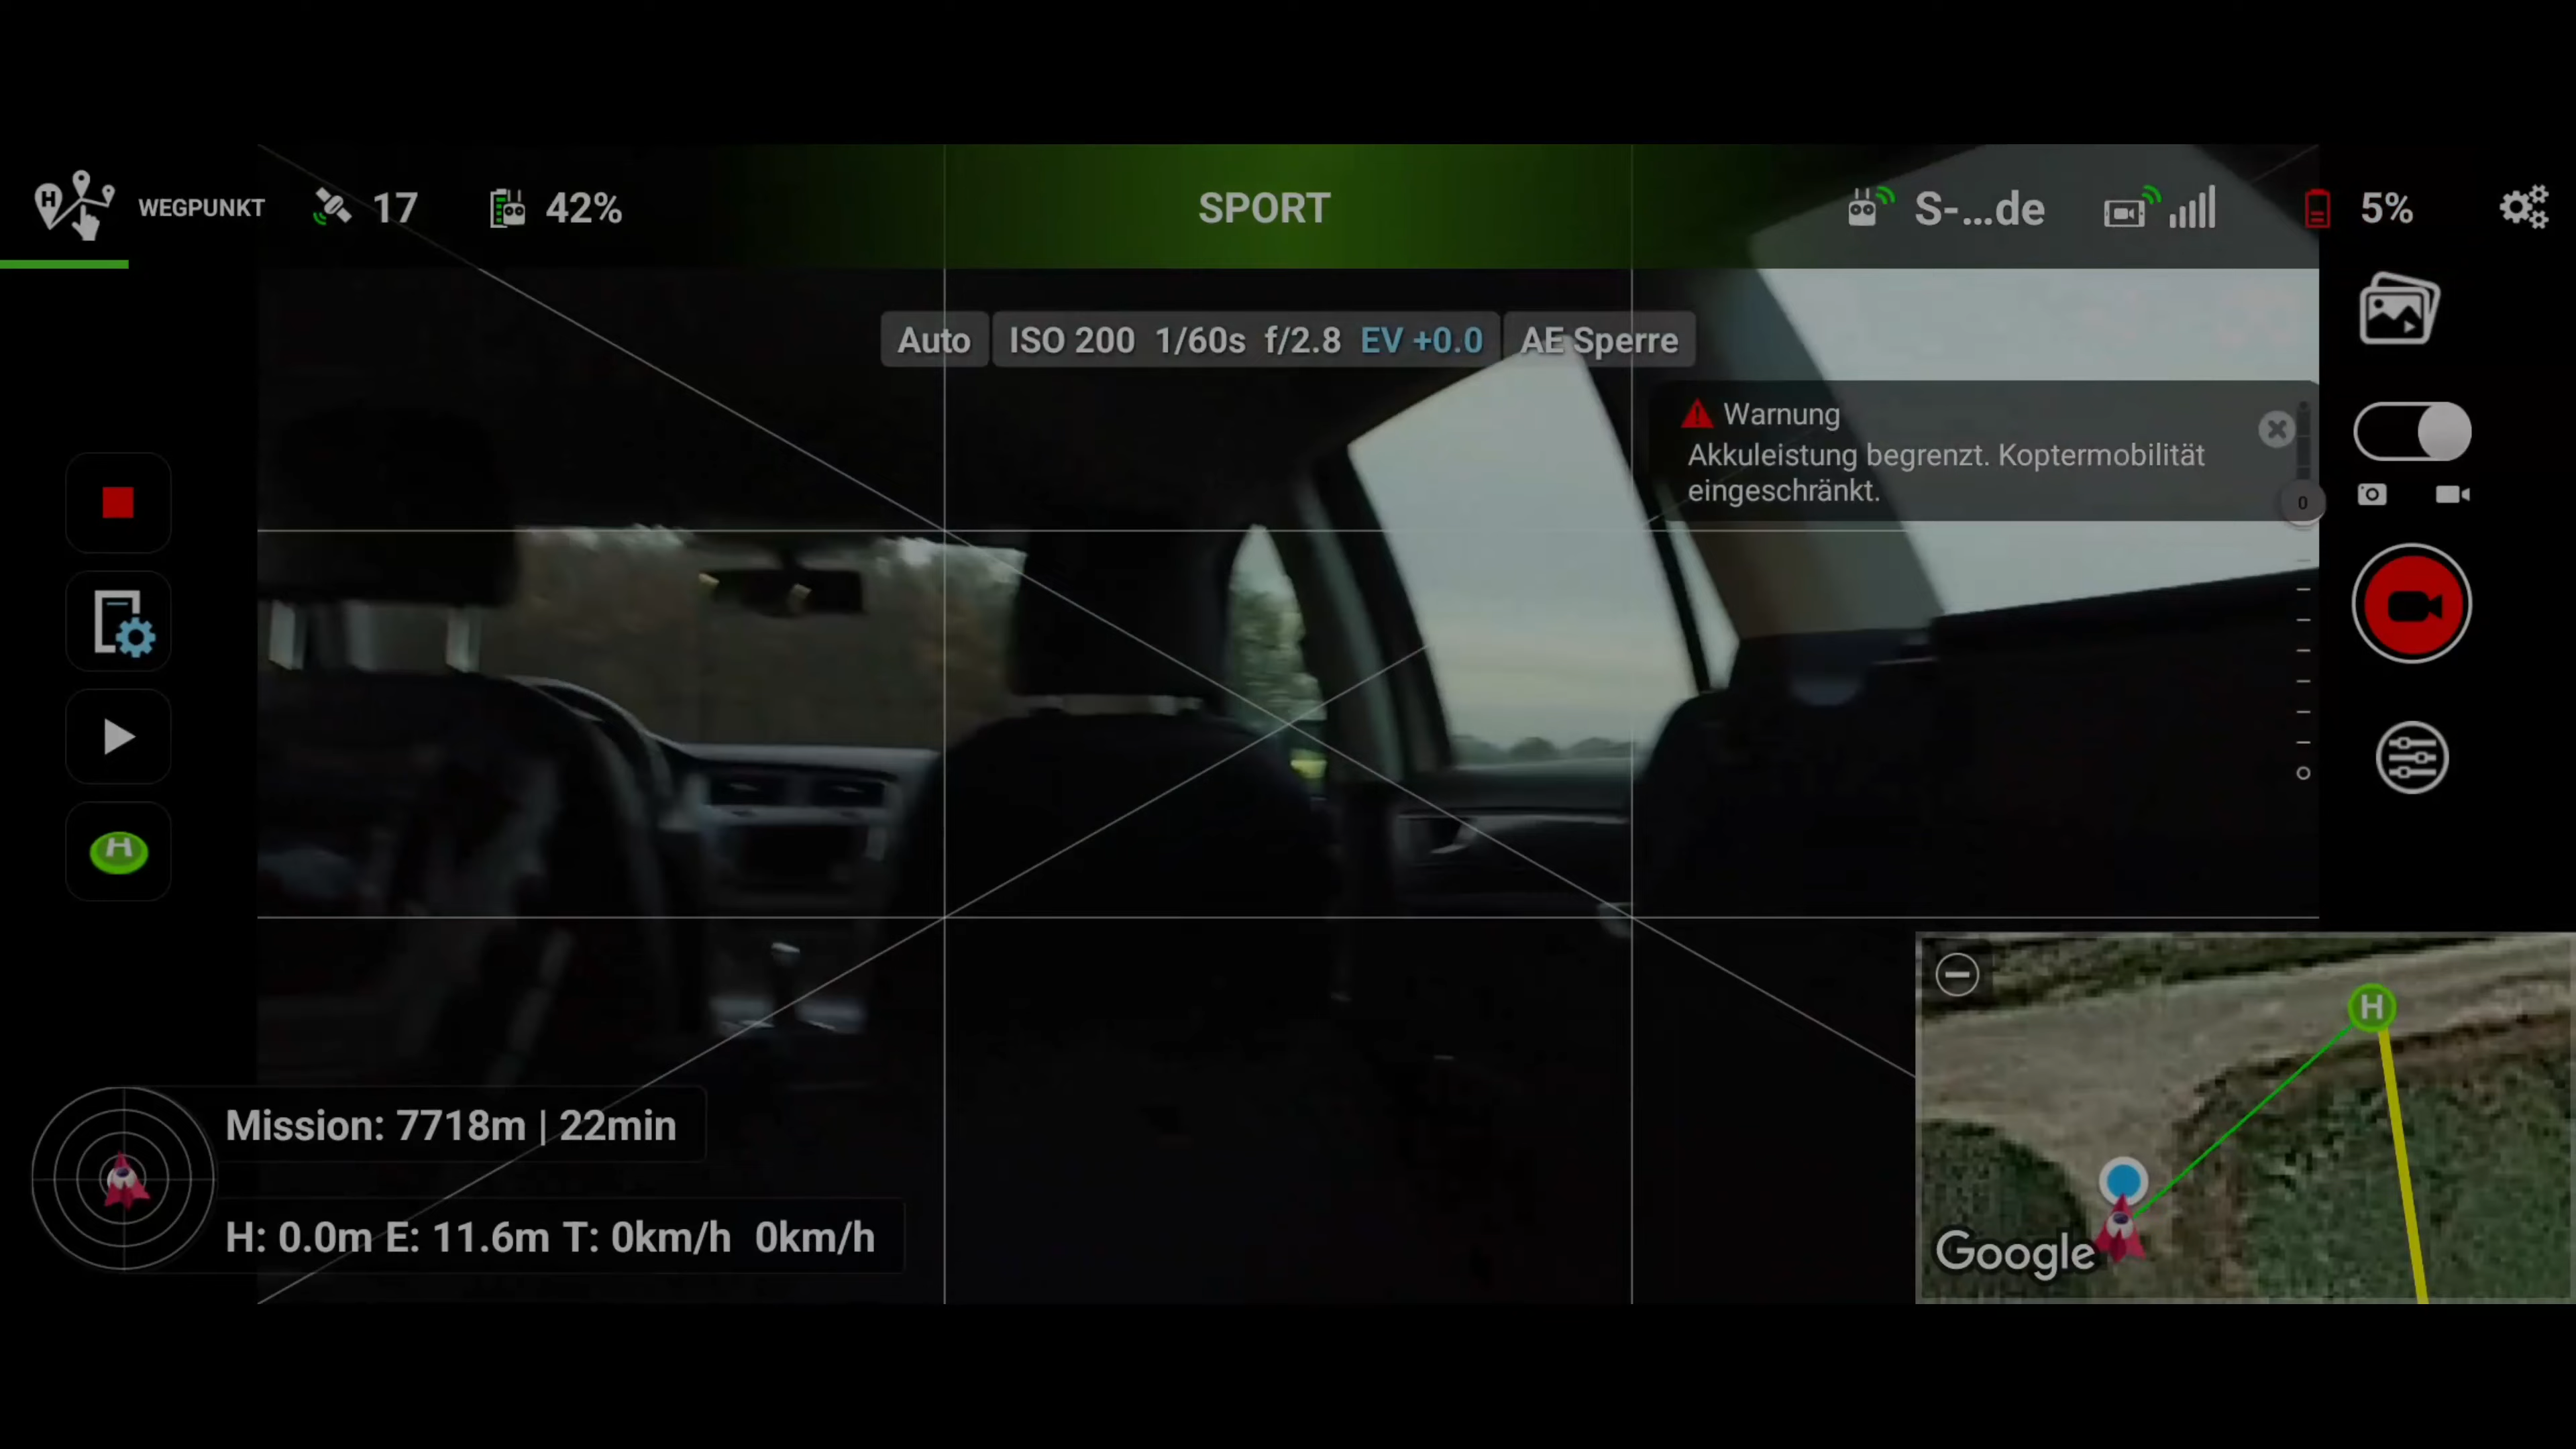 WEGPUNKT 17 42% SPORT S-...de 5%
Auto ISO 200 1/60s f/2.8 EV +0.0 AE Sperre
Warnung
Akkuleistung begrenzt. Koptermobilität
eingeschränkt.
0
H
H
Mission: 7718m | 22min
H: 0.0m E: 11.6m T: 0km/h 0km/h
Google